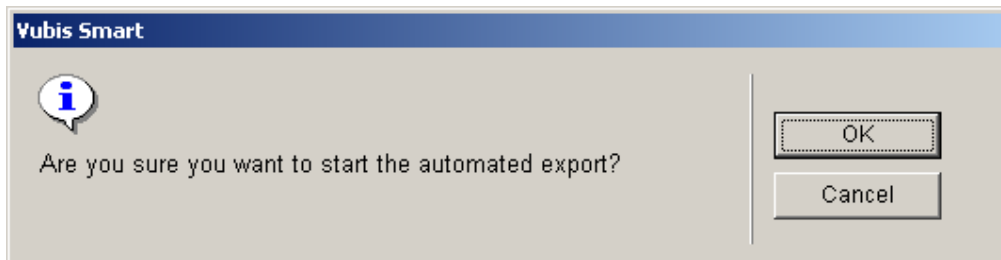 Vubis Smart
Are you sure you want to start the automated export?
OK
Cancel